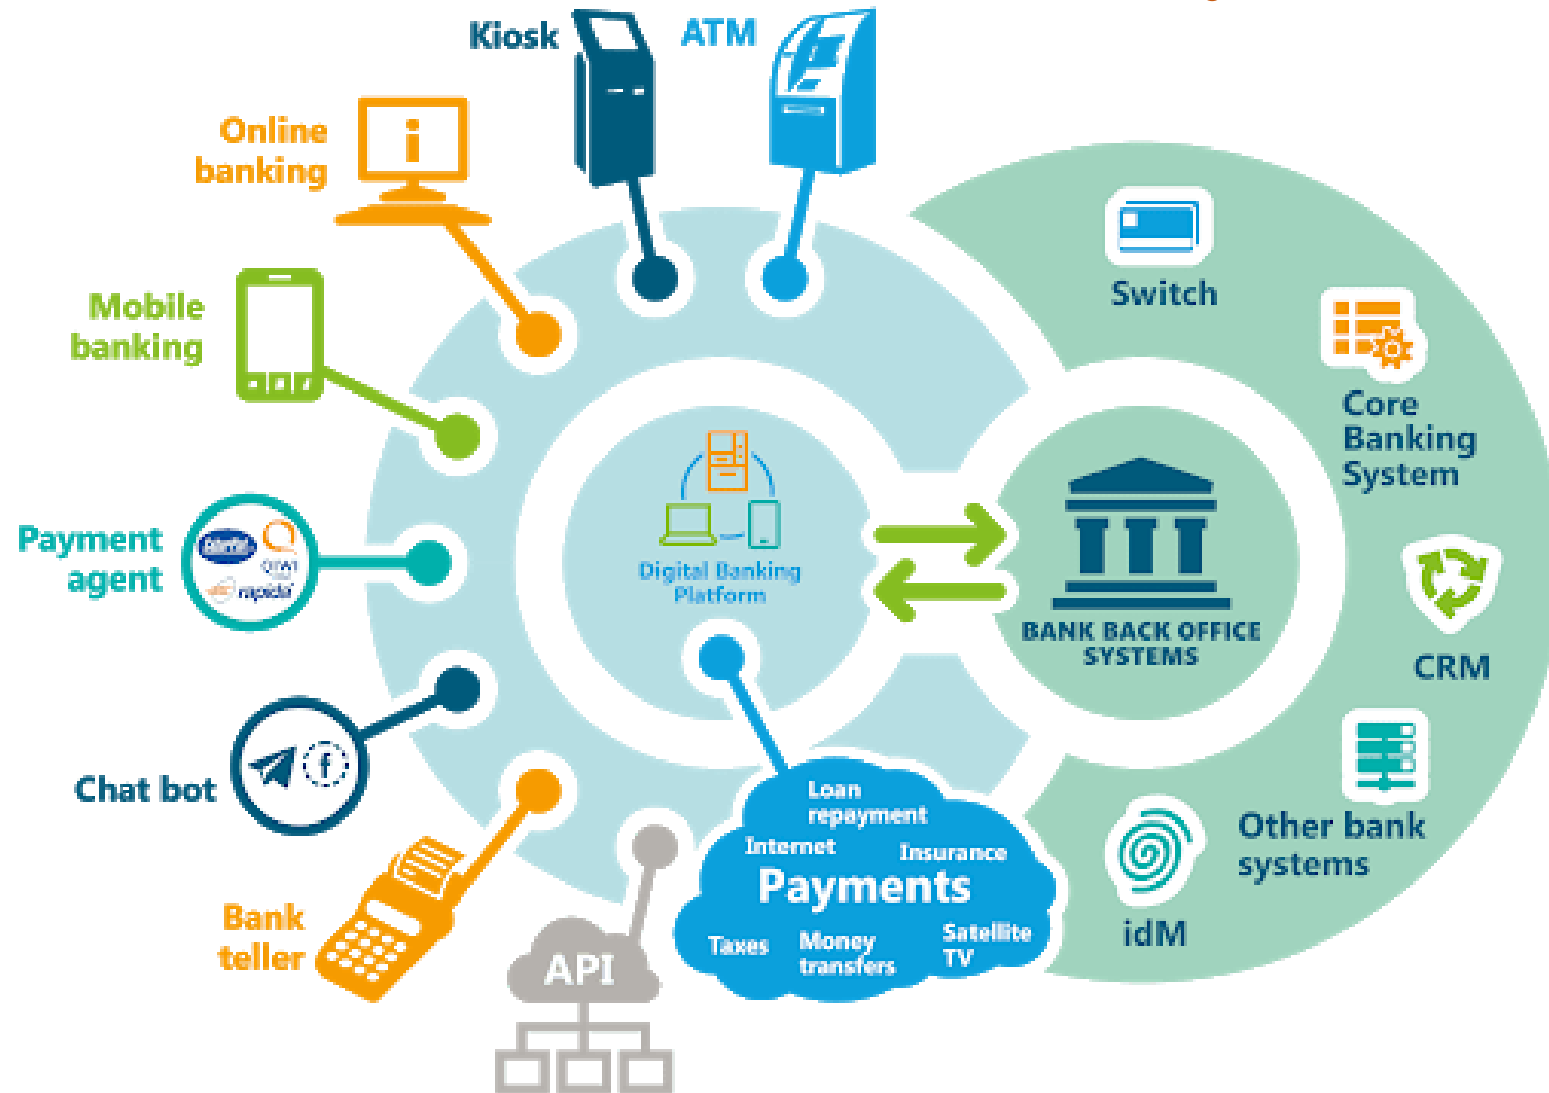 Kiosk
ATM
Online
banking
Mobile
banking
Payment
agent
rapida
Chat bot
Bank
teller
API
Digital Banking
Platform
Loan
repayment
Internet
Insurance
Payments
Taxes
Money
transfers
Satellite
TV
BANK BACK OFFICE
SYSTEMS
Switch
Core
Banking
System
CRM
Other bank
systems
idM